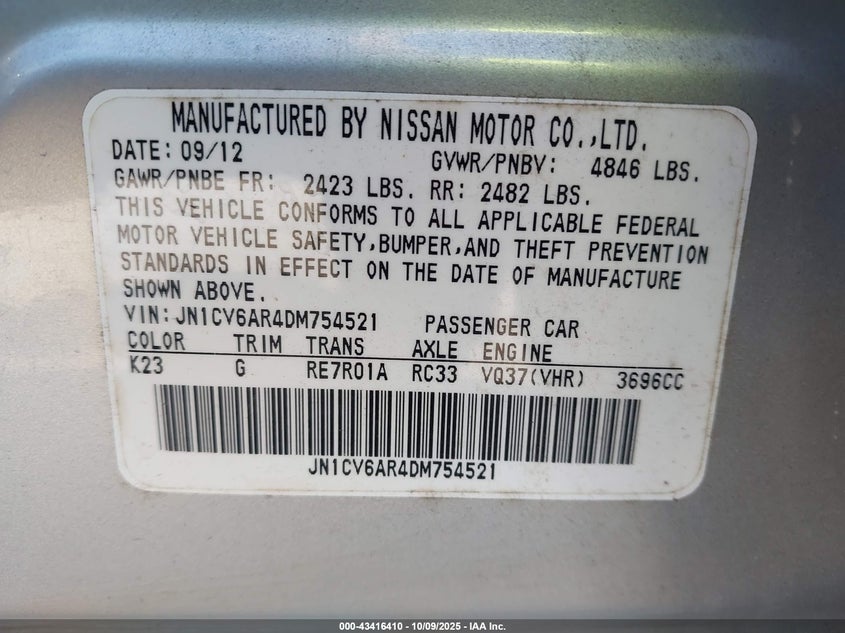 MANUFACTURED BY NISSAN MOTOR CO.,LTD.
DATE: 09/12 GVWR/PNBV: 4846 LBS.
GAWR/PNBE FR: 2423 LBS. RR: 2482 LBS.
THIS VEHICLE CONFORMS TO ALL APPLICABLE FEDERAL
MOTOR VEHICLE SAFETY,BUMPER,AND THEFT PREVENTION
STANDARDS IN EFFECT ON THE DATE OF MANUFACTURE
SHOWN ABOVE.
VIN:JN1CV6AR4DM754521 PASSENGER CAR
COLOR TRIM TRANS AXLE ENGINE
K23 G RE7R01A RC33 VQ37(VHR) 3696CC
JN1CV6AR4DM754521
000-43416410 - 10/09/2025 - IAA Inc.